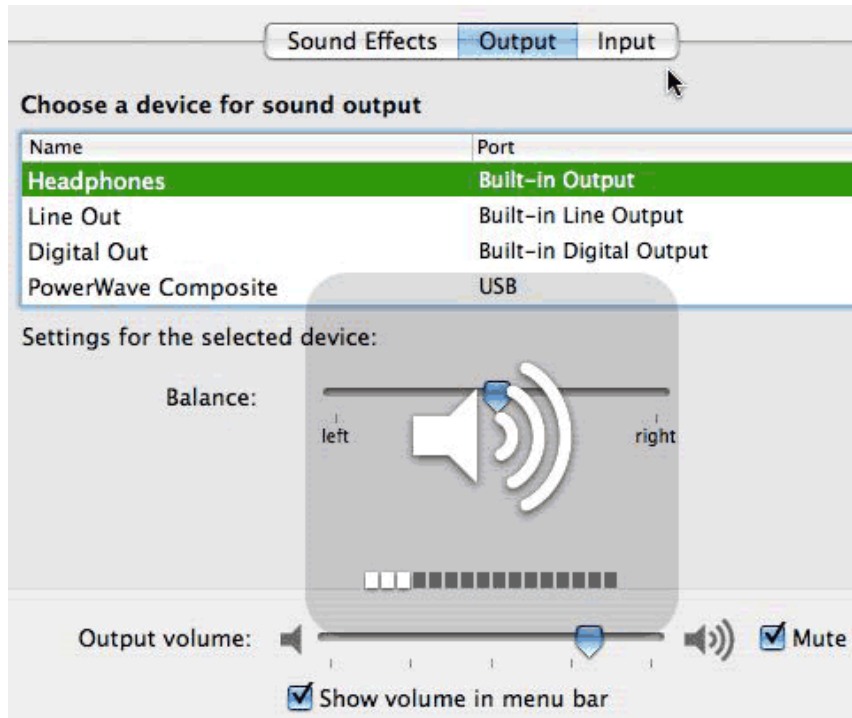 Sound Effects Output Input
Choose a device for sound output
Name Port
Headphones Built-in Output
Line Out Built-in Line Output
Digital Out Built-in Digital Output
PowerWave Composite USB
Settings for the selected device:
Balance:
left right
Output volume: Mute
Show volume in menu bar